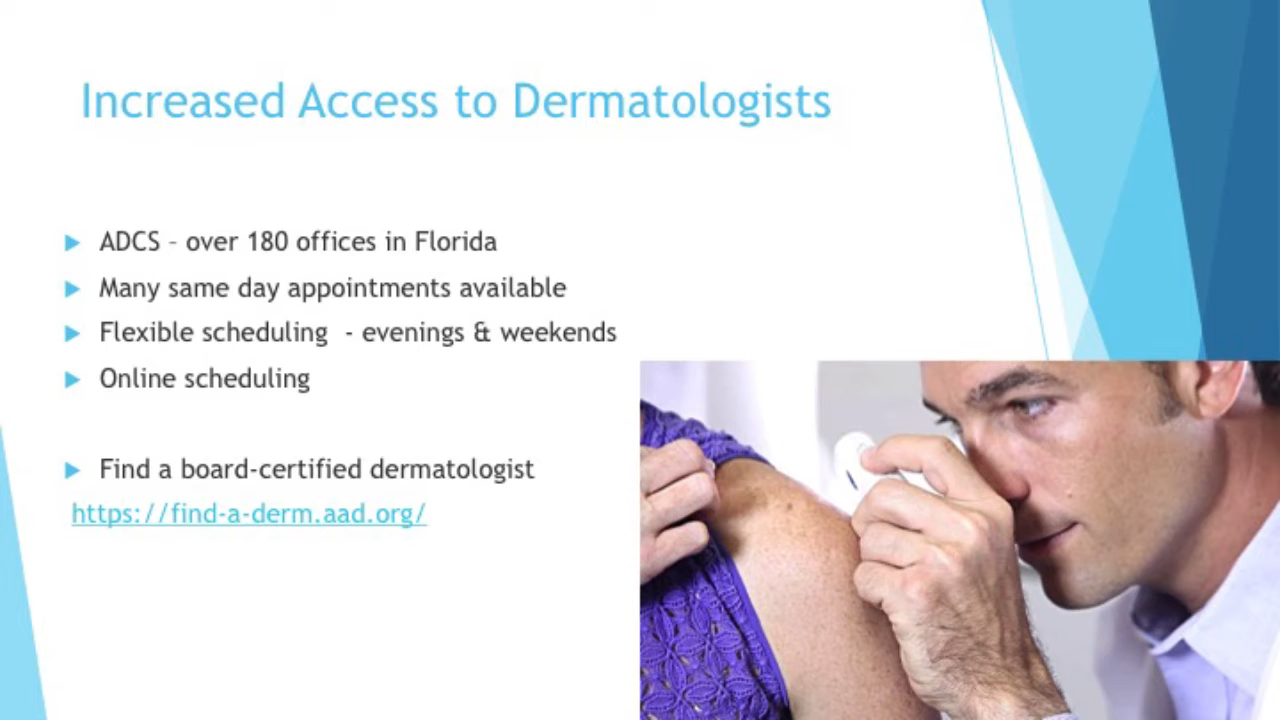 Increased Access to Dermatologists
ADCS – over 180 offices in Florida
Many same day appointments available
Flexible scheduling  - evenings & weekends
Online scheduling
Find a board-certified dermatologist
https://find-a-derm.aad.org/